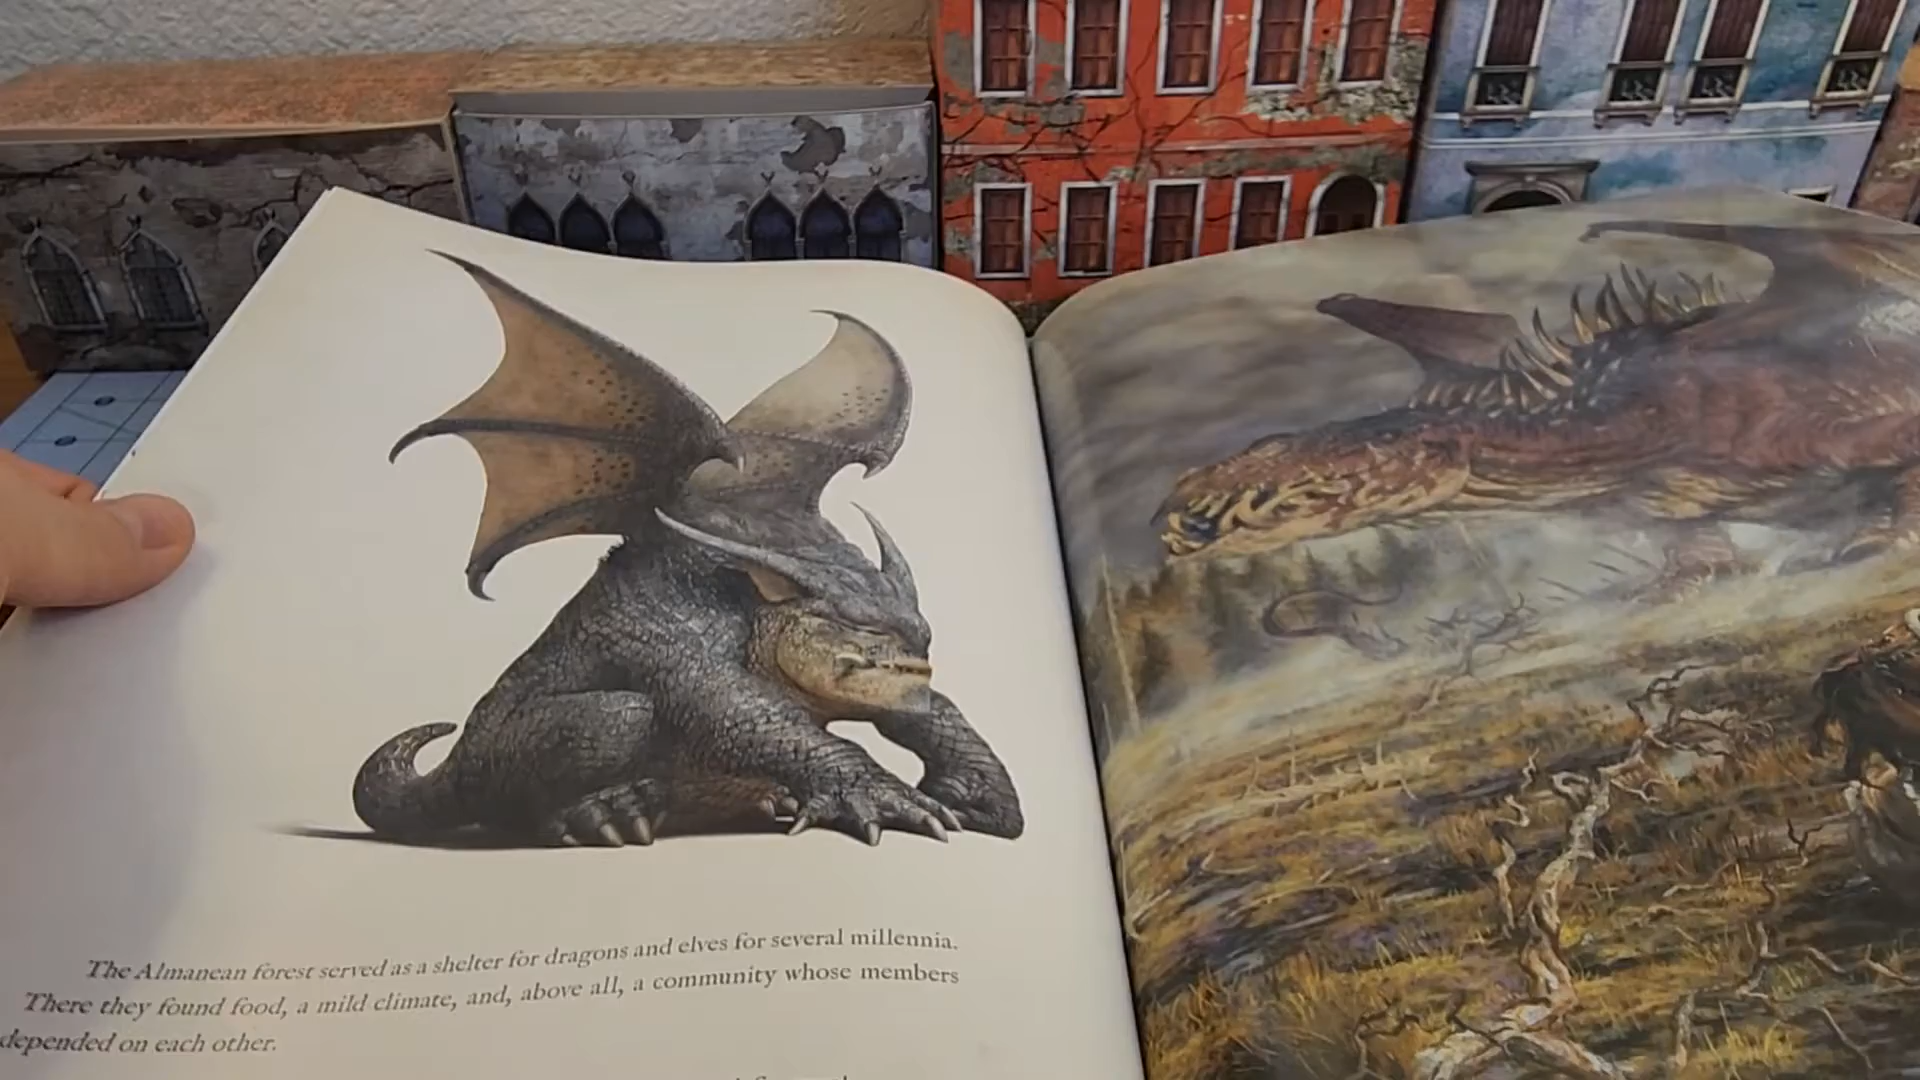 The Almanean forest served as a shelter for dragons and elves for several millennia.
There they found food, a mild climate, and, above all, a community whose members
depended on each other.